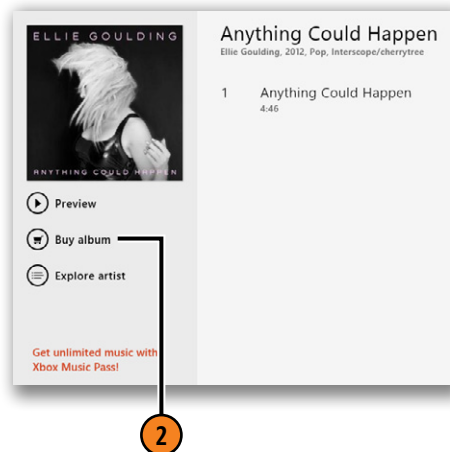 ELLIE GOULDING
ANYTHING COULD HAPPEN
Preview
Buy album
Explore artist
Get unlimited music with
Xbox Music Pass!
Anything Could Happen
Ellie Goulding, 2012, Pop, Interscope/cherrytree
1 Anything Could Happen
4:46
2